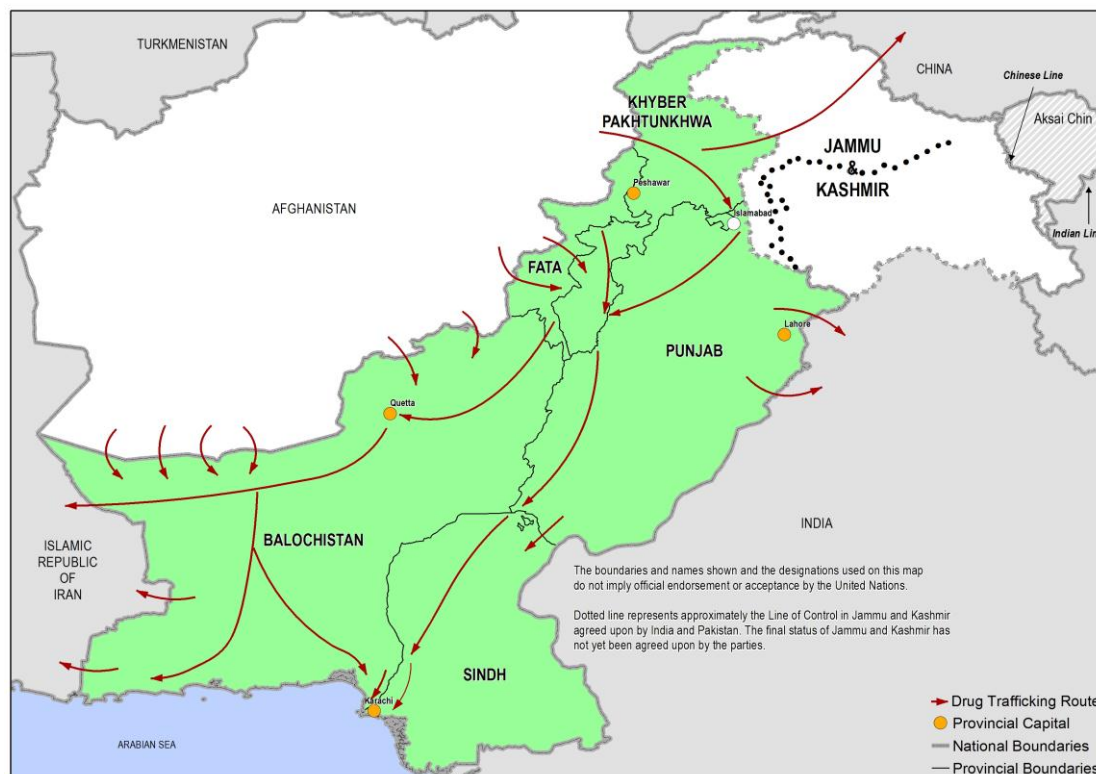 TURKMENISTAN
CHINA
Chinese Line
Aksai Chin
KHYBER
PAKHTUNKHWA
JAMMU
&
KASHMIR
Peshawar
AFGHANISTAN
Islamabad
Indian Lin
FATA
Lahore
PUNJAB
Quetta
INDIA
BALOCHISTAN
ISLAMIC
REPUBLIC
OF
IRAN
The boundaries and names shown and the designations used on this map
do not imply official endorsement or acceptance by the United Nations.
Dotted line represents approximately the Line of Control in Jammu and Kashmir
agreed upon by India and Pakistan. The final status of Jammu and Kashmir has
not yet been agreed upon by the parties.
SINDH
Karachi
ARABIAN SEA
Drug Trafficking Route
Provincial Capital
National Boundaries
Provincial Boundaries